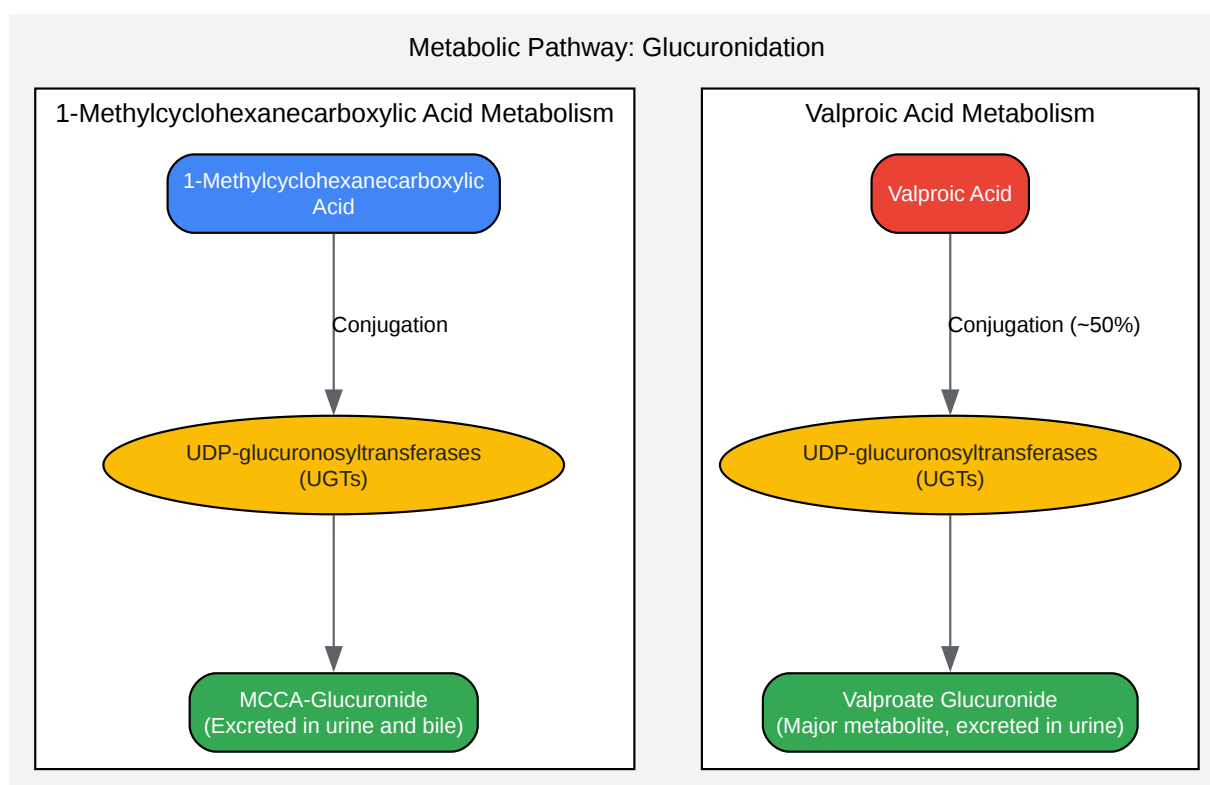 Metabolic Pathway: Glucuronidation
1-Methylcyclohexanecarboxylic Acid Metabolism
1-Methylcyclohexanecarboxylic
Acid
Conjugation
UDP-glucuronosyltransferases
(UGTs)
MCCA-Glucuronide
(Excreted in urine and bile)
Valproic Acid Metabolism
Valproic Acid
Conjugation (~50%)
UDP-glucuronosyltransferases
(UGTs)
Valproate Glucuronide
(Major metabolite, excreted in urine)